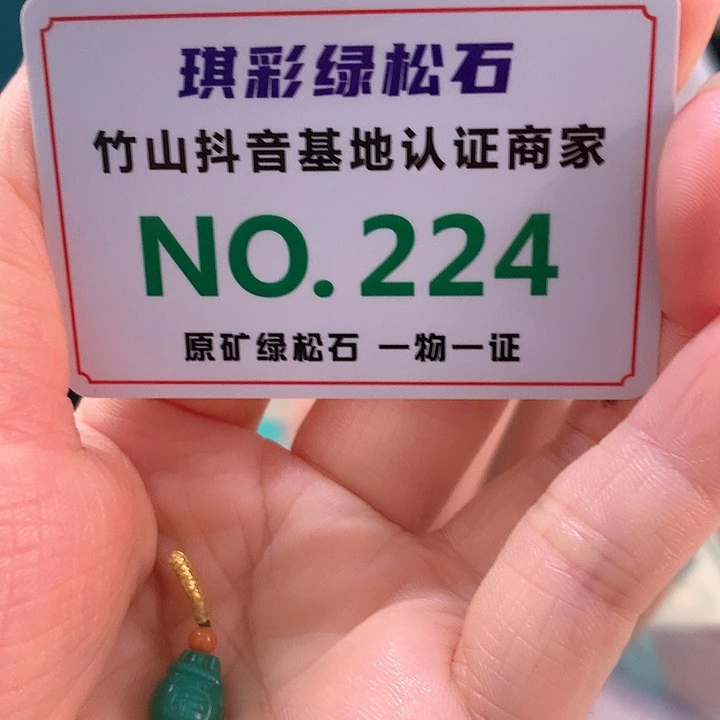 琪彩绿松石
竹山抖音基地认证商家
NO.224
原矿绿松石 一物一证